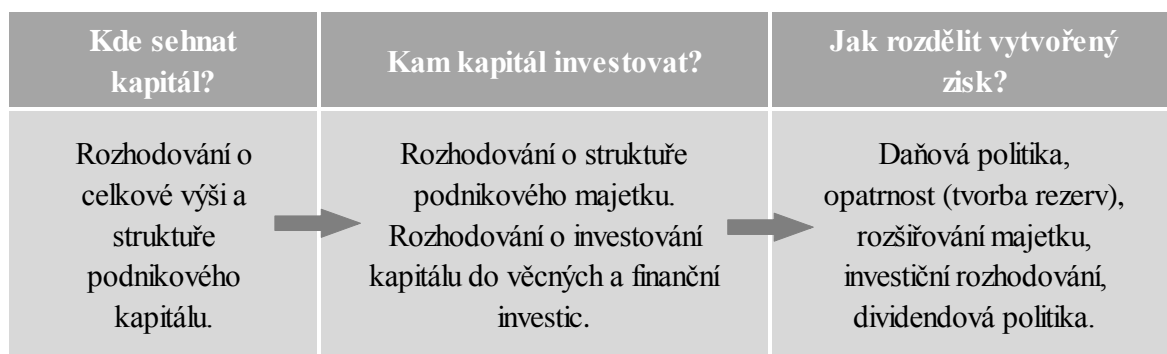 Kde sehnat
kapitál?
Kam kapitál investovat?
Jak rozdělit vytvořený
zisk?
Rozhodování o
celkové výši a
struktuře
podnikového
kapitálu.
Rozhodování o struktuře
podnikového majetku.
Rozhodování o investování
kapitálu do věcných a finanční
investic.
Daňová politika,
opatrnost (tvorba rezerv),
rozšiřování majetku,
investiční rozhodování,
dividendová politika.